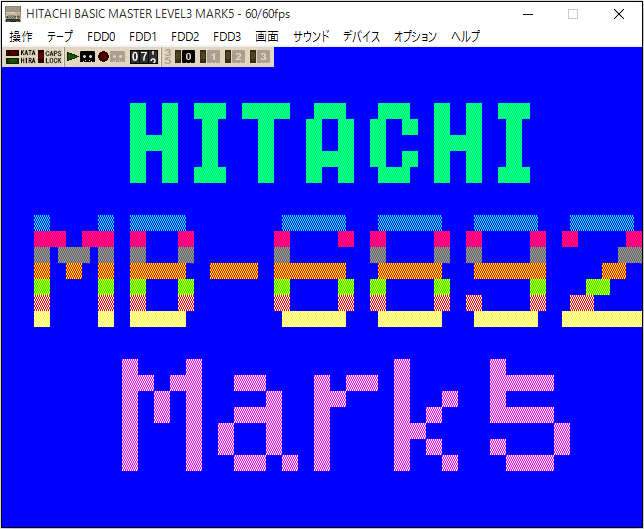 HITACHI BASIC MASTER LEVEL3 MARK5 - 60/60fps
操作 テープ FDD0 FDD1 FDD2 FDD3 画面 サウンド デバイス オプション ヘルプ
KATA CAPS
HIRA LOCK
0 1 2 3
HITACHI
MB-6892
Mark5